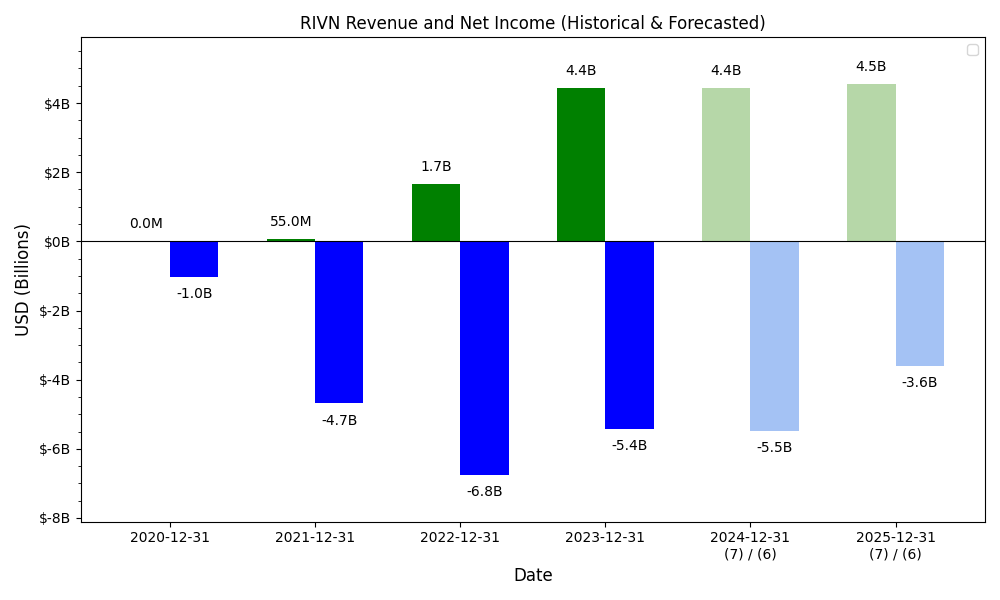 RIVN Revenue and Net Income (Historical & Forecasted)
USD (Billions)
$4B
$2B
$0B
$-2B
$-4B
$-6B
$-8B
0.0M
-1.0B
55.0M
-4.7B
1.7B
-6.8B
4.4B
-5.4B
4.4B
-5.5B
4.5B
-3.6B
2020-12-31
2021-12-31
2022-12-31
2023-12-31
2024-12-31
(7) / (6)
2025-12-31
(7) / (6)
Date